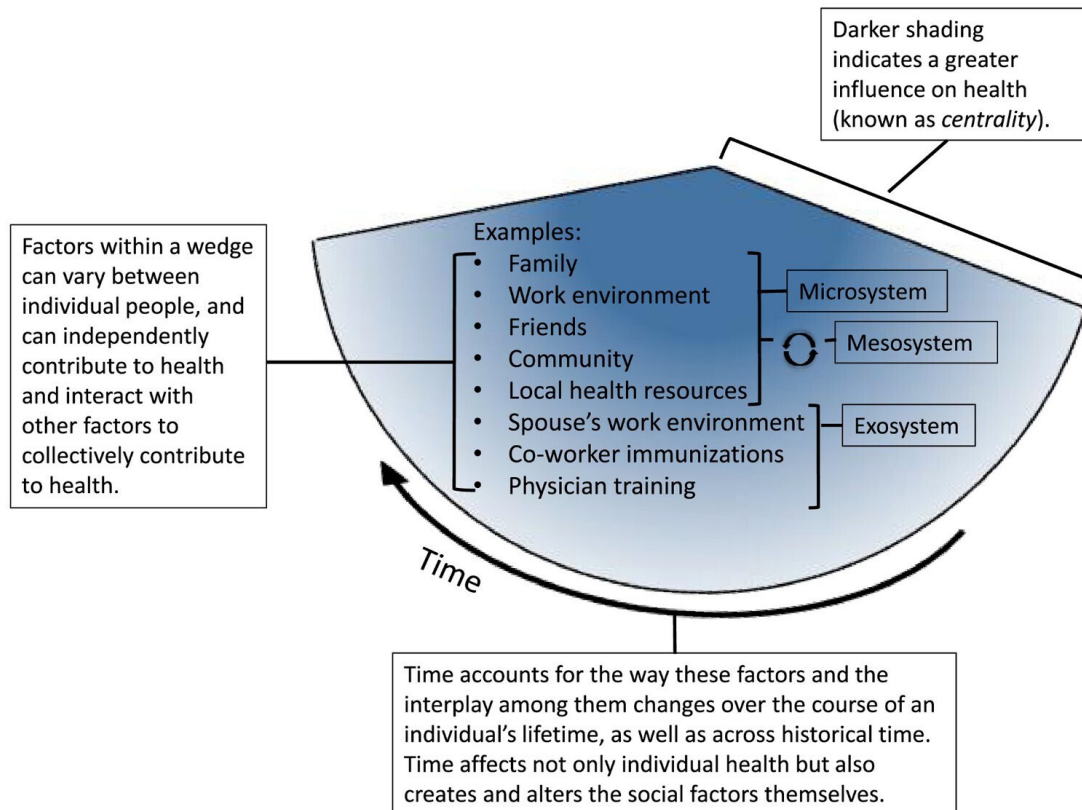 Darker shading
indicates a greater
influence on health
(known as centrality).
Factors within a wedge
can vary between
individual people, and
can independently
contribute to health
and interact with
other factors to
collectively contribute
to health.
Examples:
• Family
• Work environment
• Friends
• Community
• Local health resources
• Spouse’s work environment
• Co-worker immunizations
• Physician training
Microsystem
Mesosystem
Exosystem
Time
Time accounts for the way these factors and the
interplay among them changes over the course of an
individual’s lifetime, as well as across historical time.
Time affects not only individual health but also
creates and alters the social factors themselves.